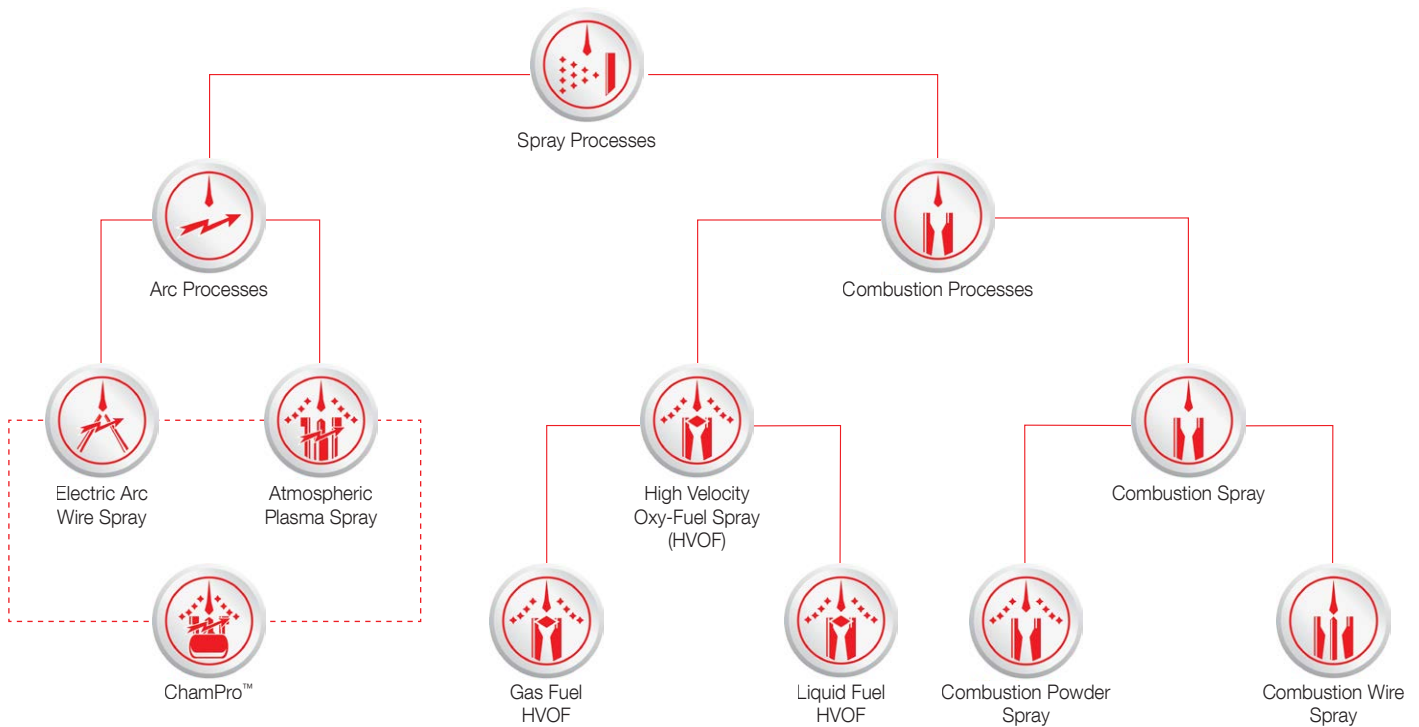 Spray Processes
Arc Processes
Combustion Processes
Electric Arc
Wire Spray
Atmospheric
Plasma Spray
High Velocity
Oxy-Fuel Spray
(HVOF)
Combustion Spray
ChamPro™
Gas Fuel
HVOF
Liquid Fuel
HVOF
Combustion Powder
Spray
Combustion Wire
Spray